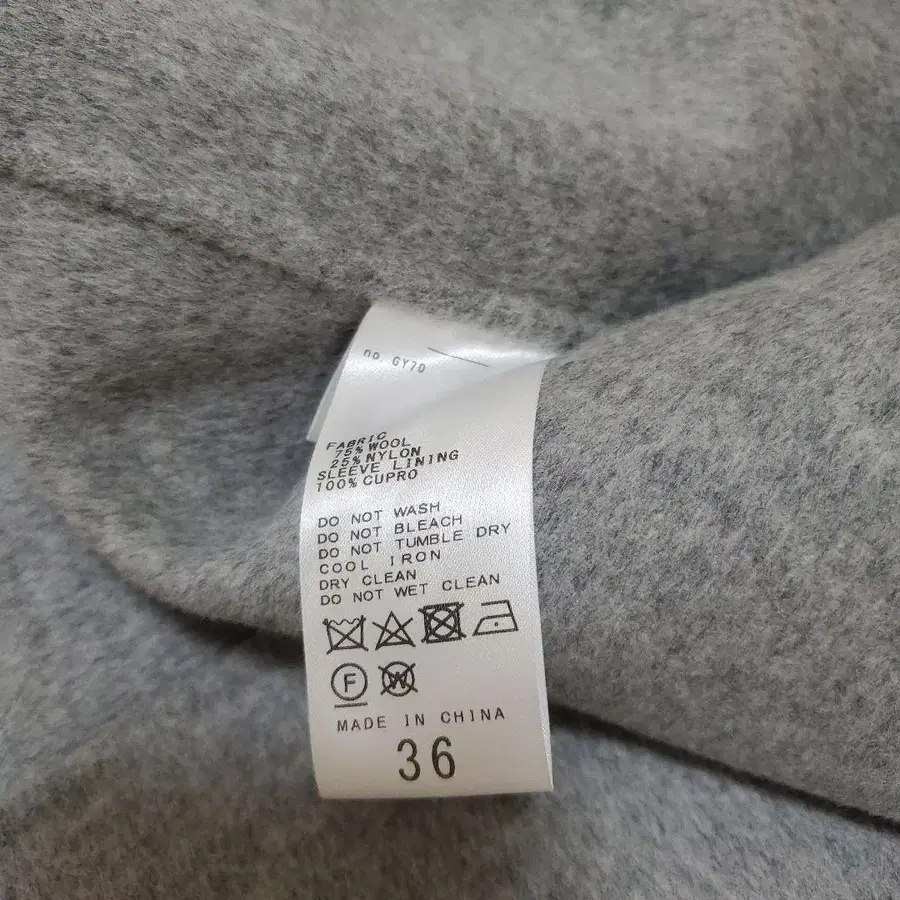 no. GY70
FABRIC
75% WOOL
25% NYLON
SLEEVE LINING
100% CUPRO
DO NOT WASH
DO NOT BLEACH
DO NOT TUMBLE DRY
COOL IRON
DRY CLEAN
DO NOT WET CLEAN
F W
MADE IN CHINA
36